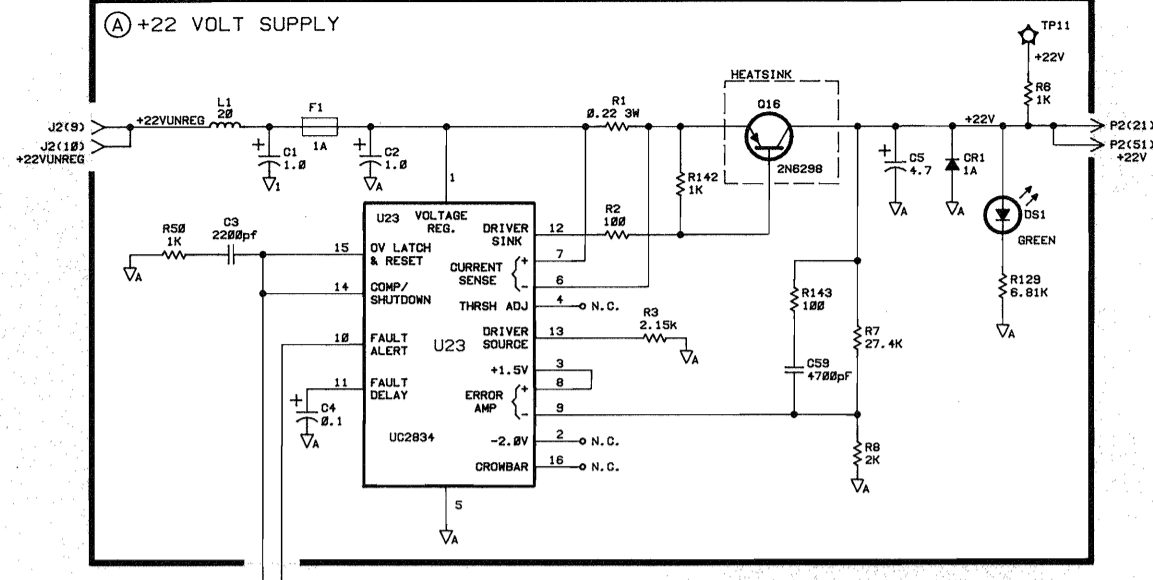 A +22 VOLT SUPPLY
TP11
+22V
R6
1K
HEATSINK
Q16
2N6298
L1
20
F1
1A
R1
0.22 3W
J2(9)
+22VUNREG
J2(10)
+22VUNREG
+22V
P2(21)
P2(51)
+22V
+
C1
1.0
1
+
C2
1.0
A
R142
1K
+
C5
4.7
A
CR1
1A
A
DS1
GREEN
R129
6.81K
A
1
U23 VOLTAGE
REG.
DRIVER
SINK
12
R2
100
R50
1K
C3
2200pf
A
15
OV LATCH
& RESET
CURRENT
SENSE
+
7
-
6
14
COMP/
SHUTDOWN
THRSH ADJ
4
N.C.
R143
100
10
FAULT
ALERT
U23
DRIVER
SOURCE
13
R3
2.15k
A
R7
27.4K
+1.5V
3
C59
4700pF
11
FAULT
DELAY
ERROR
AMP
+
8
-
9
+
C4
0.1
A
UC2834
-2.0V
2
N.C.
R8
2K
A
CROWBAR
16
N.C.
5
A